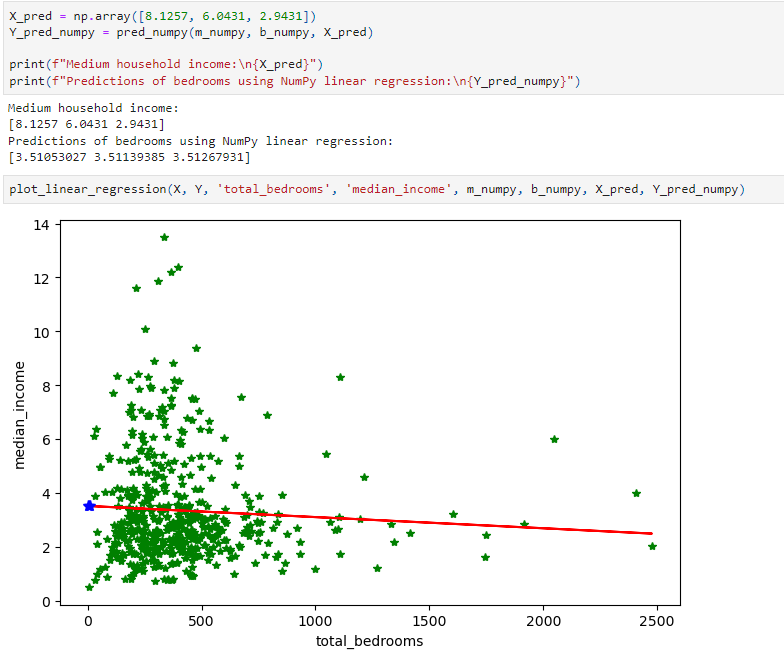 X_pred = np.array([8.1257, 6.0431, 2.9431])
Y_pred_numpy = pred_numpy(m_numpy, b_numpy, X_pred)
print(f"Medium household income:\n{X_pred}")
print(f"Predictions of bedrooms using NumPy linear regression:\n{Y_pred_numpy}")
Medium household income:
[8.1257 6.0431 2.9431]
Predictions of bedrooms using NumPy linear regression:
[3.51053027 3.51139385 3.51267931]
plot_linear_regression(X, Y, 'total_bedrooms', 'median_income', m_numpy, b_numpy, X_pred, Y_pred_numpy)
14
12
10
8
6
4
2
0
median_income
0 500 1000 1500 2000 2500
total_bedrooms